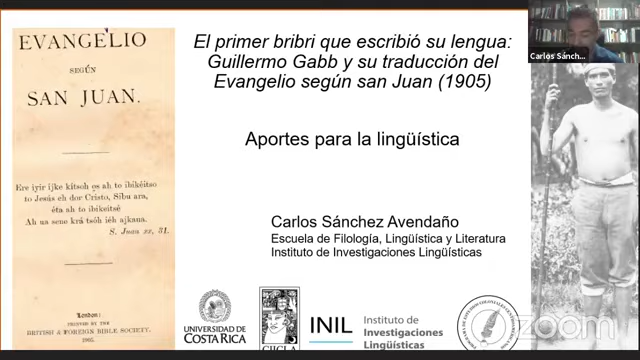 EVANGELIO
SEGÚN
SAN JUAN.
Ere iyir ijke kitsoh es ah to ibikéitso
to Jesús eh dor Cristo, Sibu ara,
éta ah to ibikeitsé
Ah ua sene krá tsóh iéh ajkana.
S. Juan xx, 31.
London:
PRINTED BY THE
BRITISH & FOREIGN BIBLE SOCIETY.
1905.
El primer bribri que escribió su lengua:
Guillermo Gabb y su traducción del
Evangelio según san Juan (1905)
Aportes para la lingüística
Carlos Sánchez Avendaño
Escuela de Filología, Lingüística y Literatura
Instituto de Investigaciones Lingüísticas
UNIVERSIDAD DE
COSTA RICA
CIICLA
INIL
Instituto de
Investigaciones
Lingüísticas
zoom
Carlos Sánch...